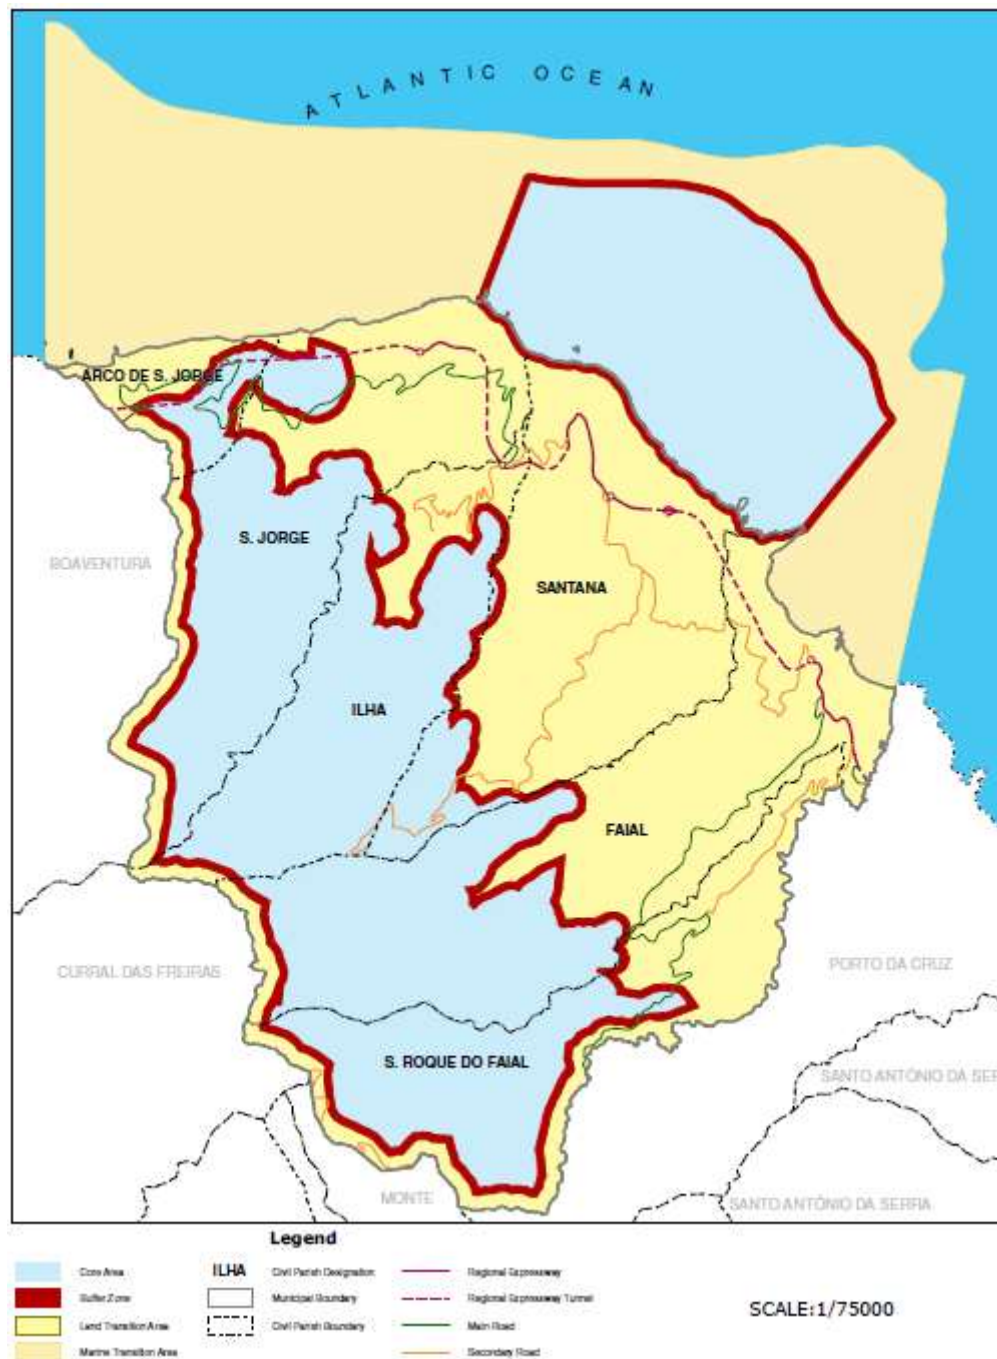 ATLANTIC OCEAN
ARCO DE S. JORGE
S. JORGE
BOAVENTURA
SANTANA
ILHA
FAIAL
CURRAL DAS FREIRAS
PORTO DA CRUZ
S. ROQUE DO FAIAL
SANTO ANTÓNIO DA SER
MONTE
SANTO ANTÓNIO DA SERRA
Legend
Core Area
ILHA Civil Parish Designation
Regional Expressway
Buffer Zone
Municipal Boundary
Regional Expressway Tunnel
Land Transition Area
Civil Parish Boundary
Main Road
Marine Transition Area
Secondary Road
SCALE:1/75000